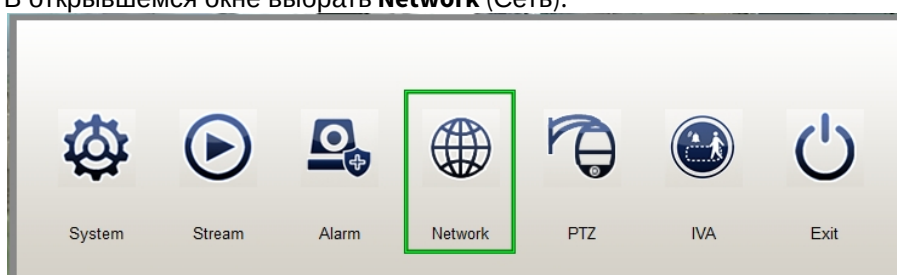 В открывшемся окне выбрать Network (Сеть).
System Stream Alarm Network PTZ IVA Exit